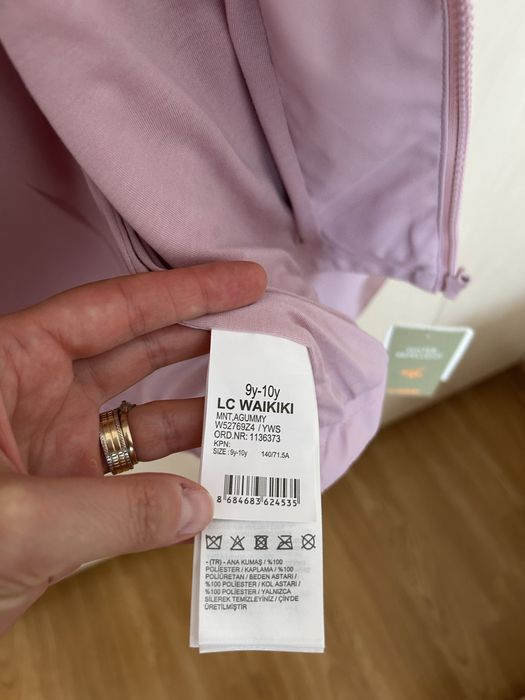 9y-10y
LC WAIKIKI
MNT,AGUMMY
W52769Z4 / YWS
ORD.NR: 1136373
KPN:
SIZE : 9y-10y 140/71.5A
8 684683 624535
- (TR) - ANA KUMAŞ / %100
POLİESTER / KAPLAMA / %100
POLİÜRETAN / BEDEN ASTARI /
%100 POLİESTER / KOL ASTARI /
%100 POLİESTER / YALNIZCA
SİLEREK TEMİZLEYİNİZ / ÇİN'DE
ÜRETİLMİŞTİR
WATER
REPELLENT